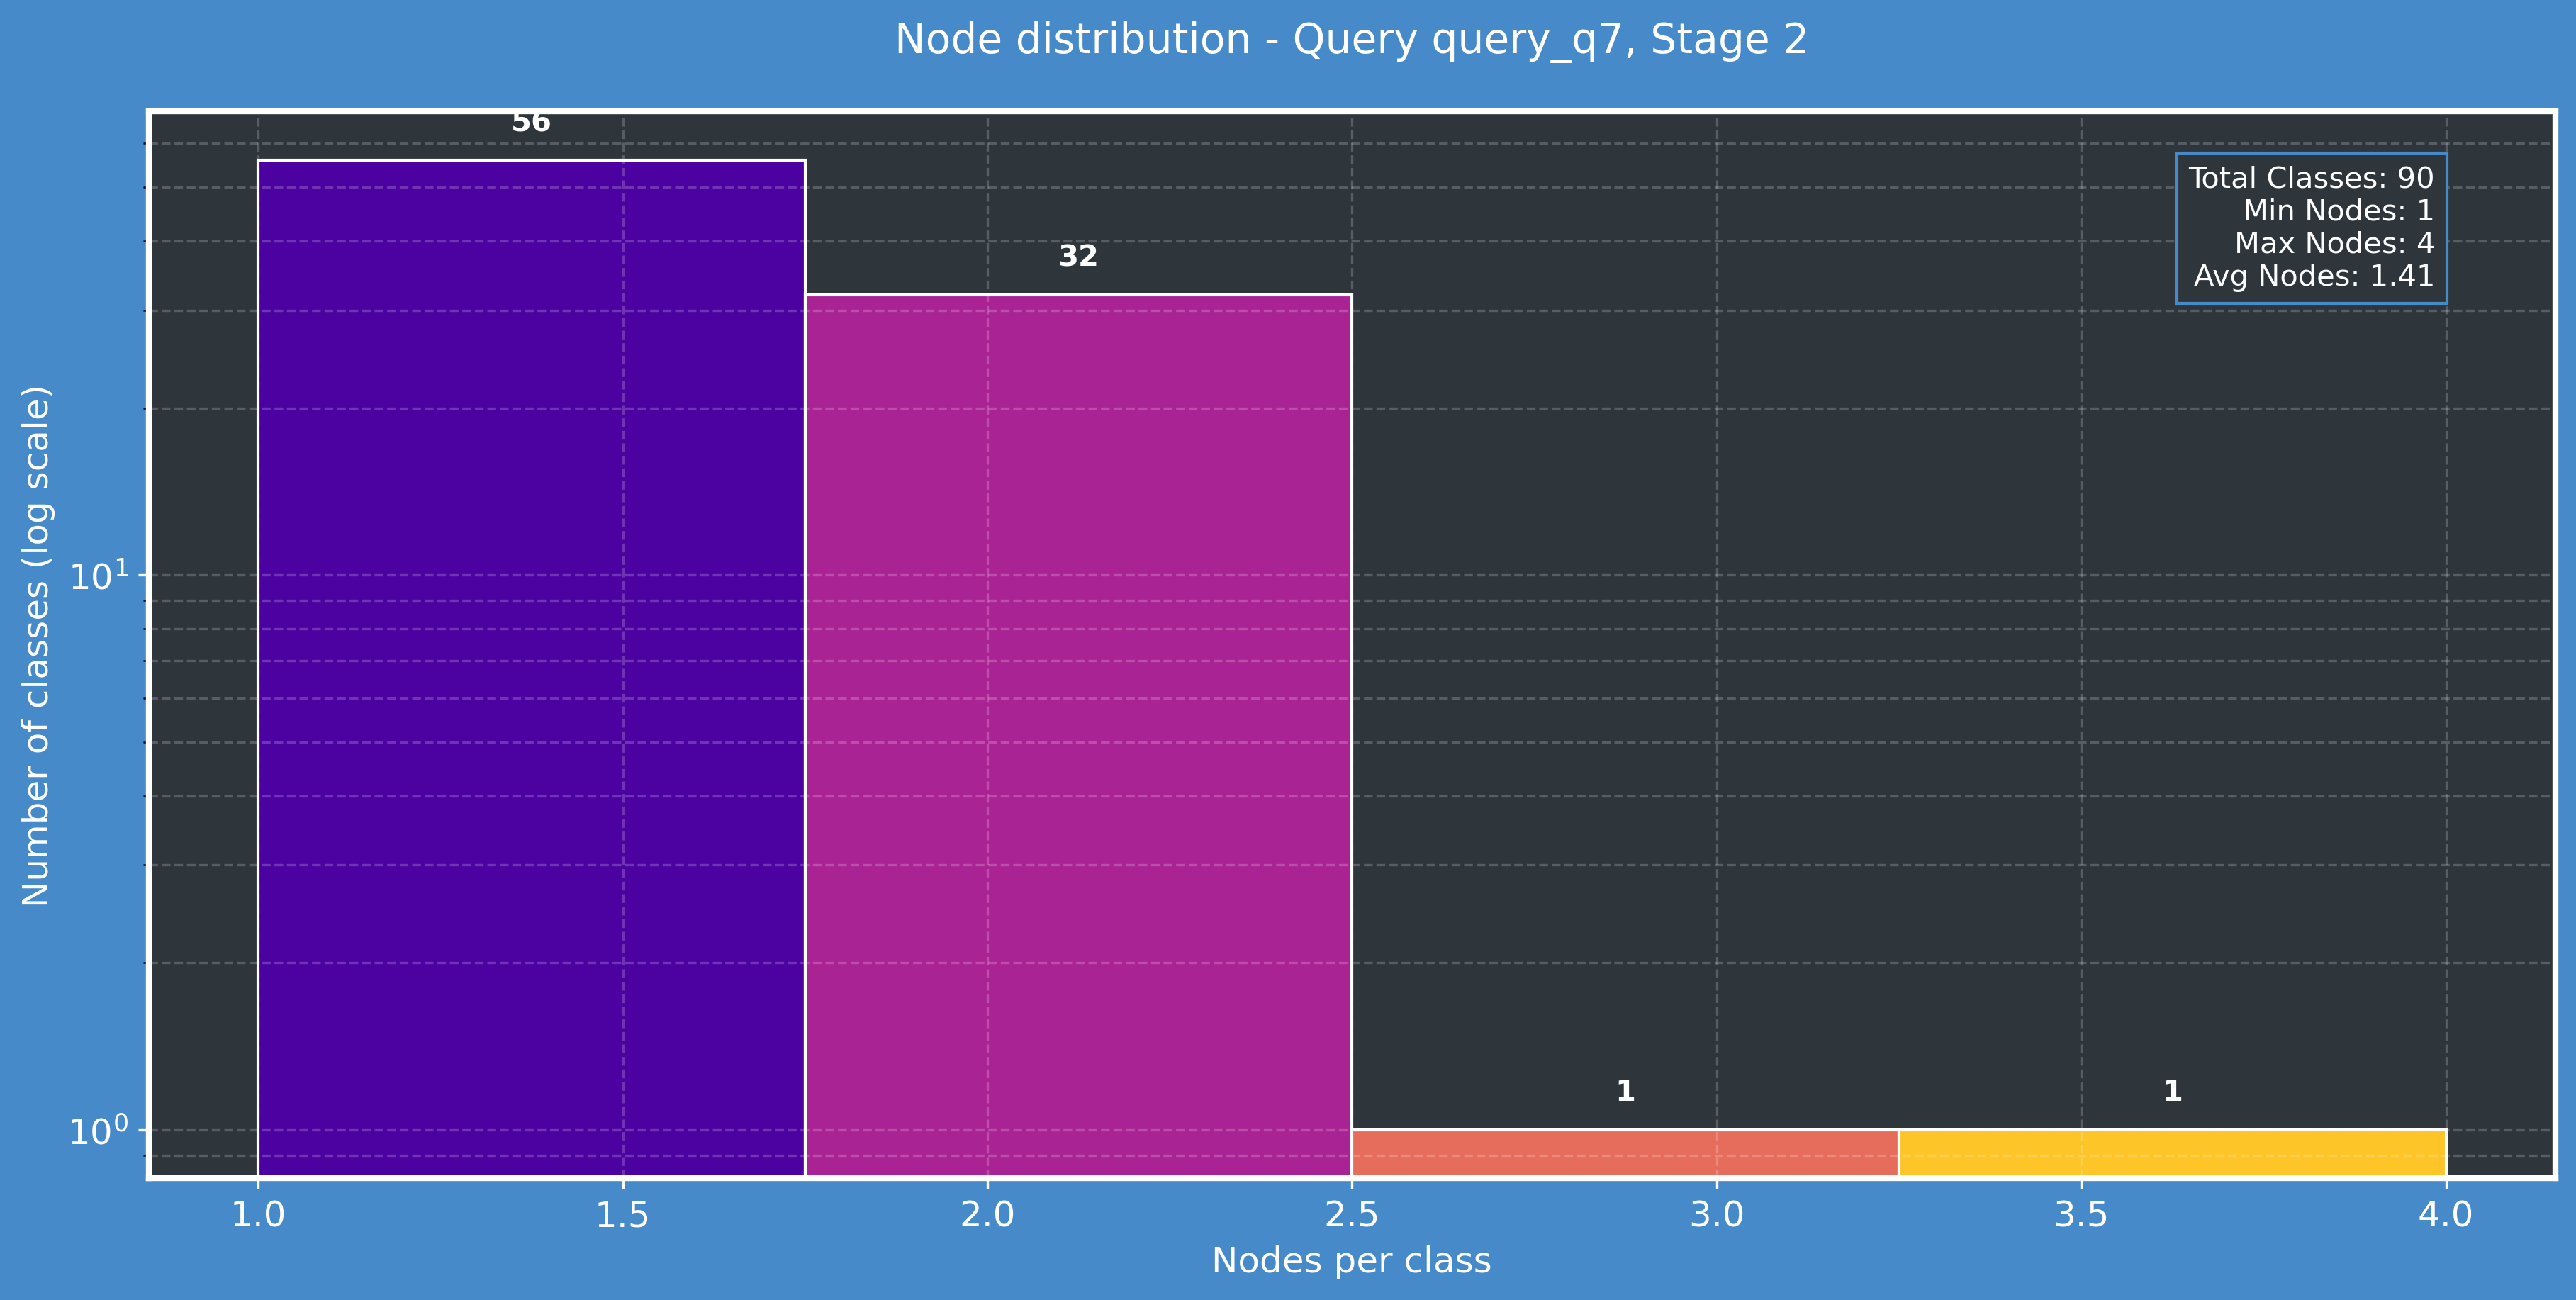 Node distribution - Query query_q7, Stage 2
56
32
1
1
Total Classes: 90
Min Nodes: 1
Max Nodes: 4
Avg Nodes: 1.41
Number of classes (log scale)
10¹
10⁰
1.0 1.5 2.0 2.5 3.0 3.5 4.0
Nodes per class